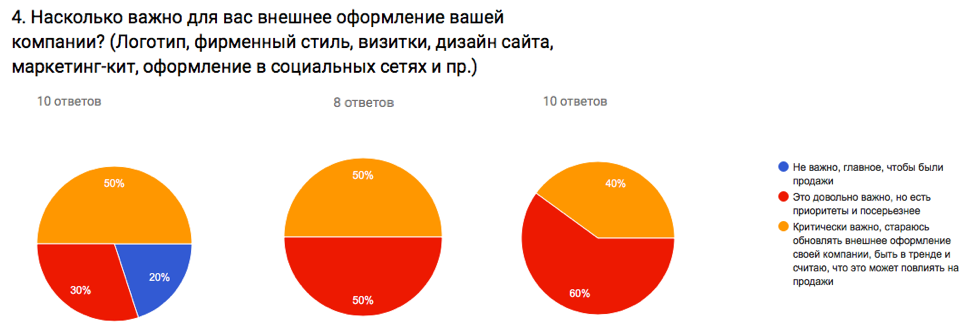 4. Насколько важно для вас внешнее оформление вашей
компании? (Логотип, фирменный стиль, визитки, дизайн сайта,
маркетинг-кит, оформление в социальных сетях и пр.)
10 ответов
8 ответов
10 ответов
50%
30%
20%
50%
50%
40%
60%
Не важно, главное, чтобы были
продажи
Это довольно важно, но есть
приоритеты и посерьезнее
Критически важно, стараюсь
обновлять внешнее оформление
своей компании, быть в тренде и
считаю, что это может повлиять на
продажи